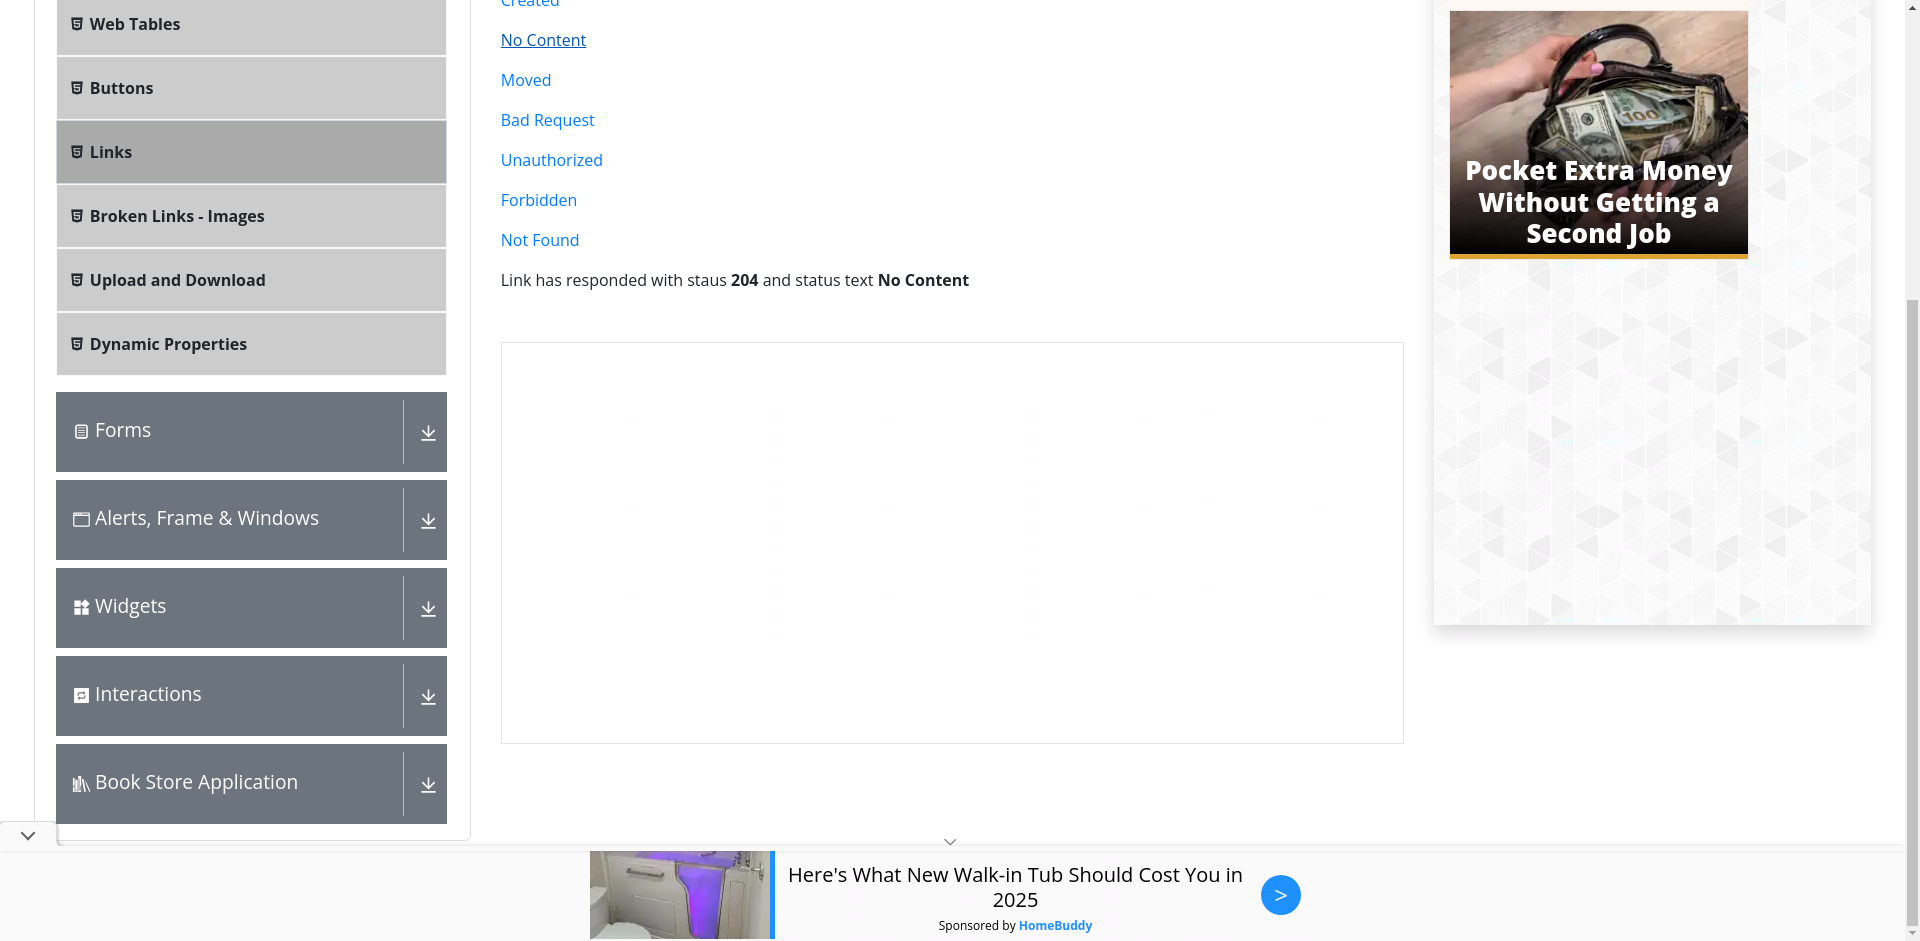 Web Tables
Buttons
Links
Broken Links - Images
Upload and Download
Dynamic Properties
Forms
Alerts, Frame & Windows
Widgets
Interactions
Book Store Application
Created
No Content
Moved
Bad Request
Unauthorized
Forbidden
Not Found
Link has responded with staus 204 and status text No Content
Pocket Extra Money
Without Getting a
Second Job
Here's What New Walk-in Tub Should Cost You in
2025
Sponsored by HomeBuddy
>